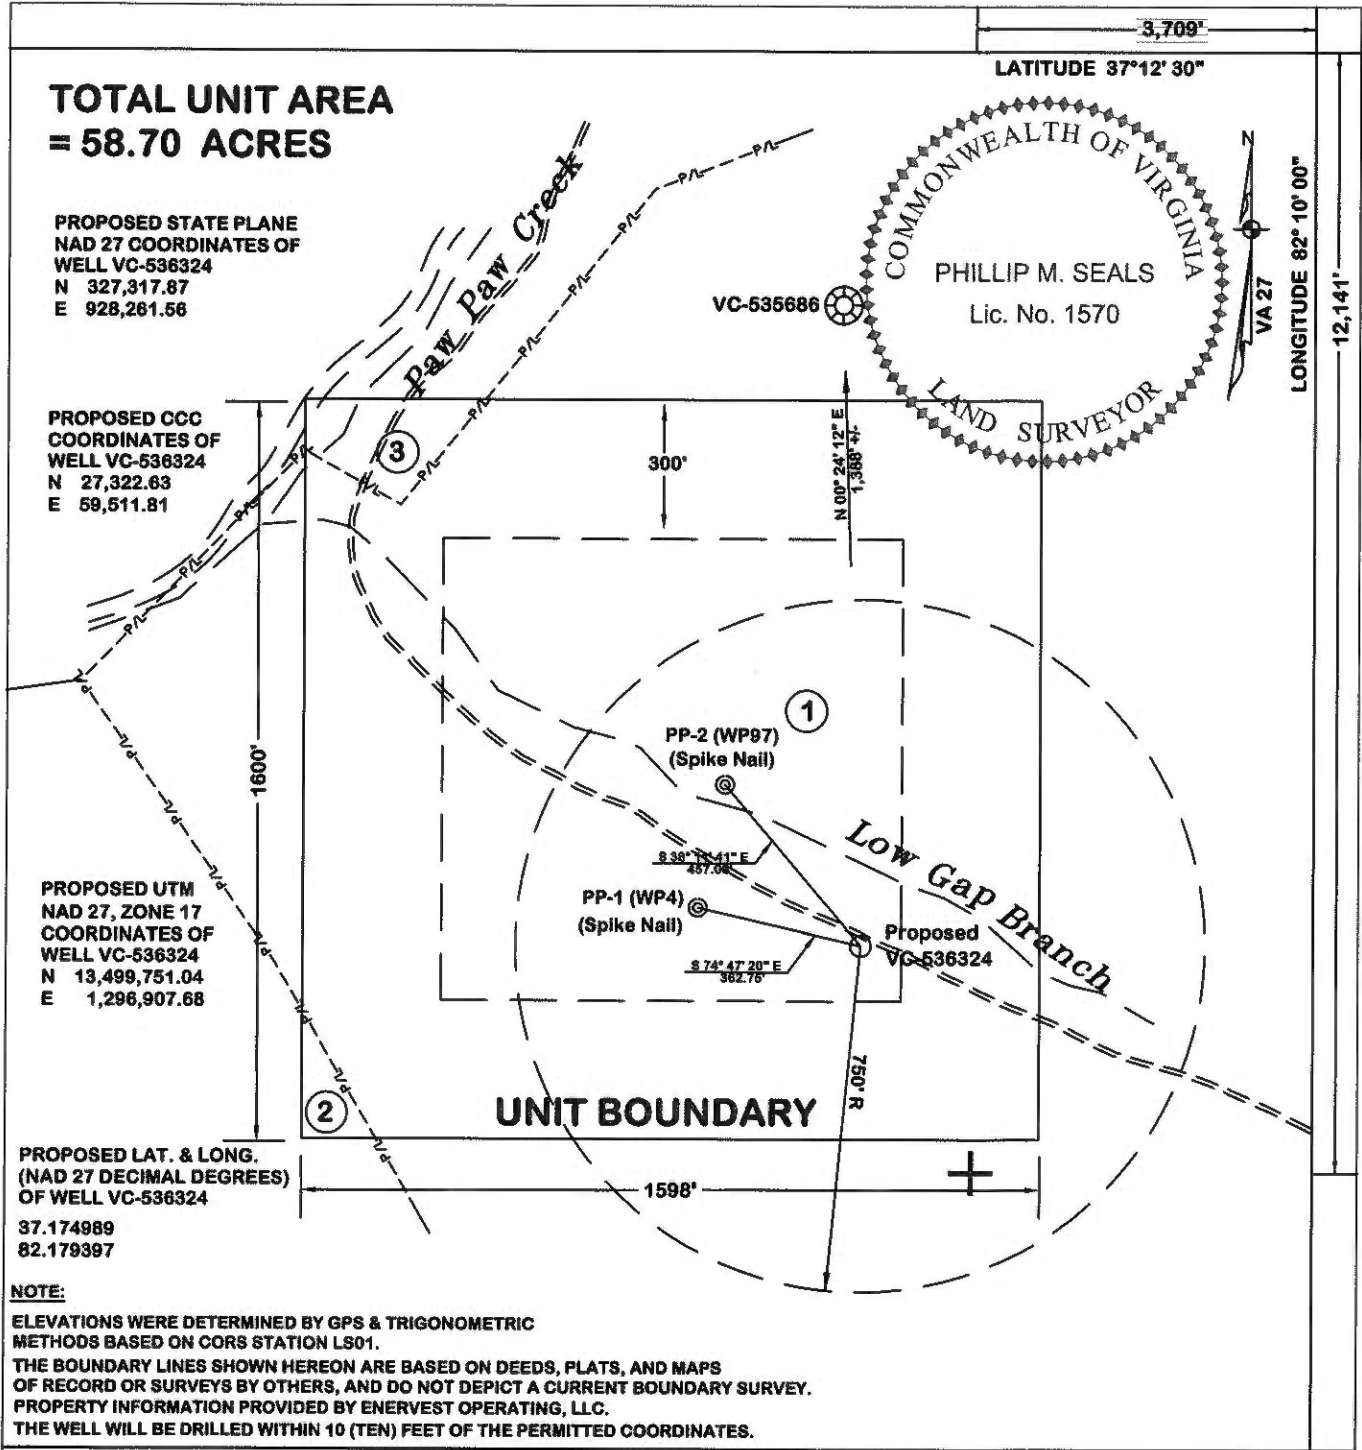 3,709'
LATITUDE 37°12' 30"
TOTAL UNIT AREA
= 58.70 ACRES
PROPOSED STATE PLANE
NAD 27 COORDINATES OF
WELL VC-536324
N 327,317.87
E 928,261.56
Paw Paw Creek
P/L
P/L
P/L
P/L
P/L
P/L
P/L
COMMONWEALTH OF VIRGINIA
PHILLIP M. SEALS
Lic. No. 1570
LAND SURVEYOR
N
VA 27
LONGITUDE 82° 10' 00"
12,141'
VC-535686
PROPOSED CCC
COORDINATES OF
WELL VC-536324
N 27,322.63
E 59,511.81
3
300'
N 00° 24' 12" E
1,388' +/-
P/L
P/L
P/L
P/L
P/L
1600'
1
PP-2 (WP97)
(Spike Nail)
P/L
P/L
P/L
P/L
P/L
P/L
P/L
Low Gap Branch
PROPOSED UTM
NAD 27, ZONE 17
COORDINATES OF
WELL VC-536324
N 13,499,751.04
E 1,296,907.68
PP-1 (WP4)
(Spike Nail)
S 74° 47' 20" E
362.75'
Proposed
VC-536324
750' R
2
UNIT BOUNDARY
1598'
PROPOSED LAT. & LONG.
(NAD 27 DECIMAL DEGREES)
OF WELL VC-536324
37.174989
82.179397
NOTE:
ELEVATIONS WERE DETERMINED BY GPS & TRIGONOMETRIC
METHODS BASED ON CORS STATION LS01.
THE BOUNDARY LINES SHOWN HEREON ARE BASED ON DEEDS, PLATS, AND MAPS
OF RECORD OR SURVEYS BY OTHERS, AND DO NOT DEPICT A CURRENT BOUNDARY SURVEY.
PROPERTY INFORMATION PROVIDED BY ENERVEST OPERATING, LLC.
THE WELL WILL BE DRILLED WITHIN 10 (TEN) FEET OF THE PERMITTED COORDINATES.